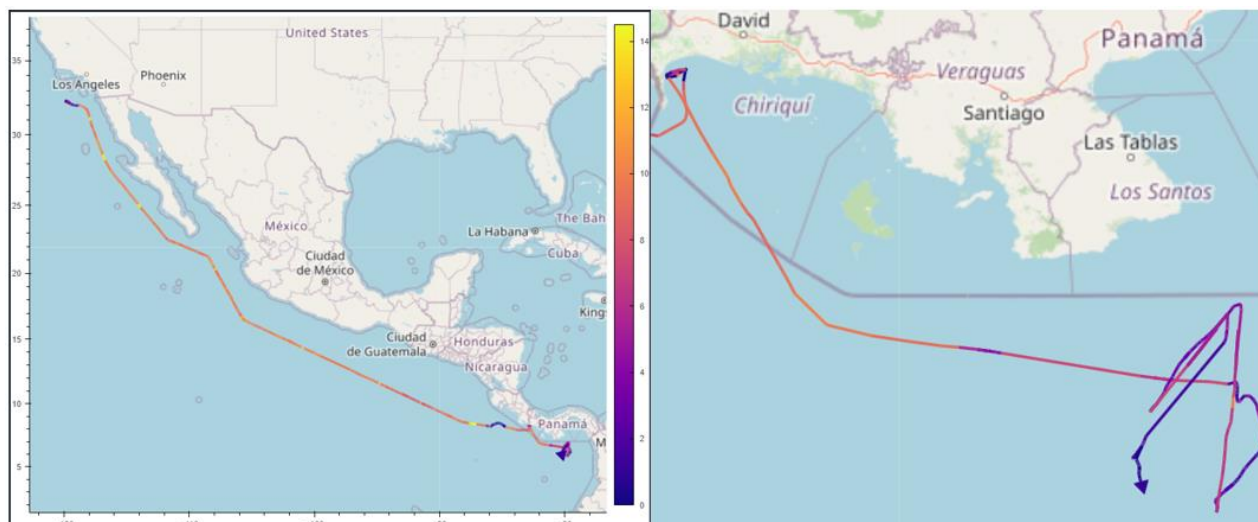 United States
Los Angeles
Phoenix
México
Ciudad
de México
La Habana
The Bah
Cuba
Kings
Ciudad
de Guatemala
Honduras
Nicaragua
Panamá
M
35
30
25
20
15
10
5
14
12
10
8
6
4
2
0
David
Panamá
Veraguas
Chiriquí
Santiago
Las Tablas
Los Santos